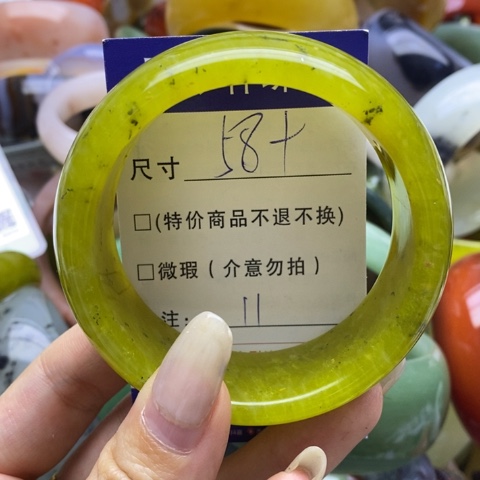 尺寸 58+
□(特价商品不退不换)
□微瑕(介意勿拍)
注: 11